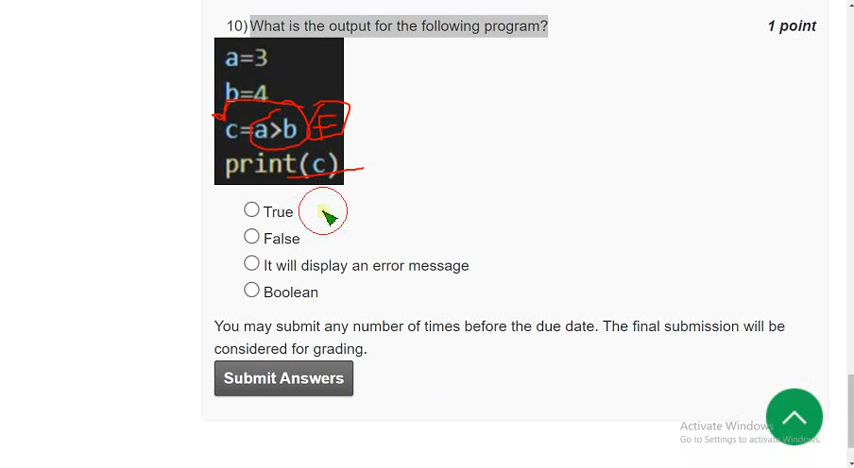 10) What is the output for the following program? 1 point
a=3
b=4
c=a>b F
print(c)
True
False
It will display an error message
Boolean
You may submit any number of times before the due date. The final submission will be
considered for grading.
Submit Answers
Activate Windows
Go to Settings to activate Windows.